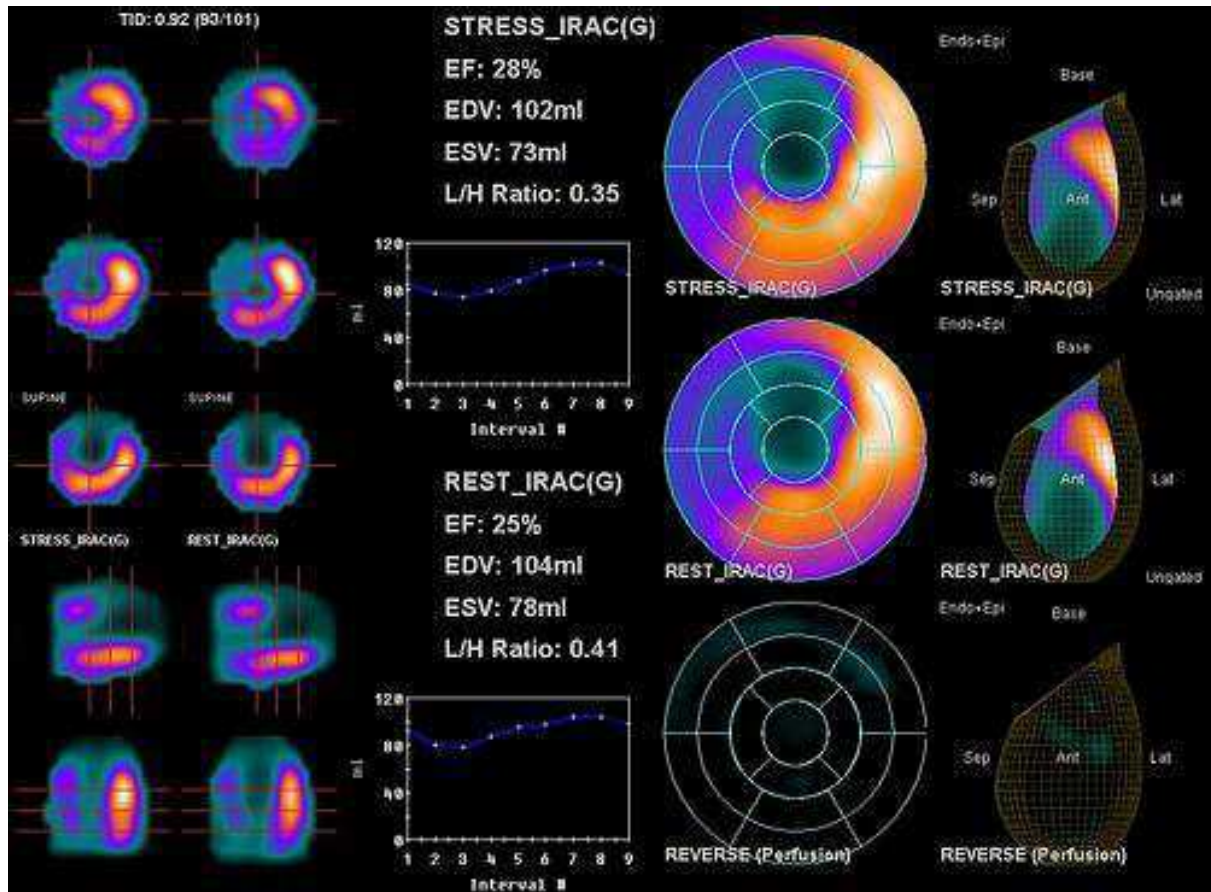 TID: 0.92 (93/101)
SUPINE
SUPINE
STRESS_IRAC(G)
REST_IRAC(G)
STRESS_IRAC(G)
EF: 28%
EDV: 102ml
ESV: 73ml
L/H Ratio: 0.35
120
80
40
0
ml
1 2 3 4 5 6 7 8 9
Interval #
REST_IRAC(G)
EF: 25%
EDV: 104ml
ESV: 78ml
L/H Ratio: 0.41
120
80
40
0
ml
1 2 3 4 5 6 7 8 9
Interval #
STRESS_IRAC(G)
REST_IRAC(G)
REVERSE (Perfusion)
Endo+Epi
Base
Sep Ant Lat
STRESS_IRAC(G)
Ungated
Endo+Epi
Base
Sep Ant Lat
REST_IRAC(G)
Ungated
Endo+Epi
Base
Sep Ant Lat
REVERSE (Perfusion)